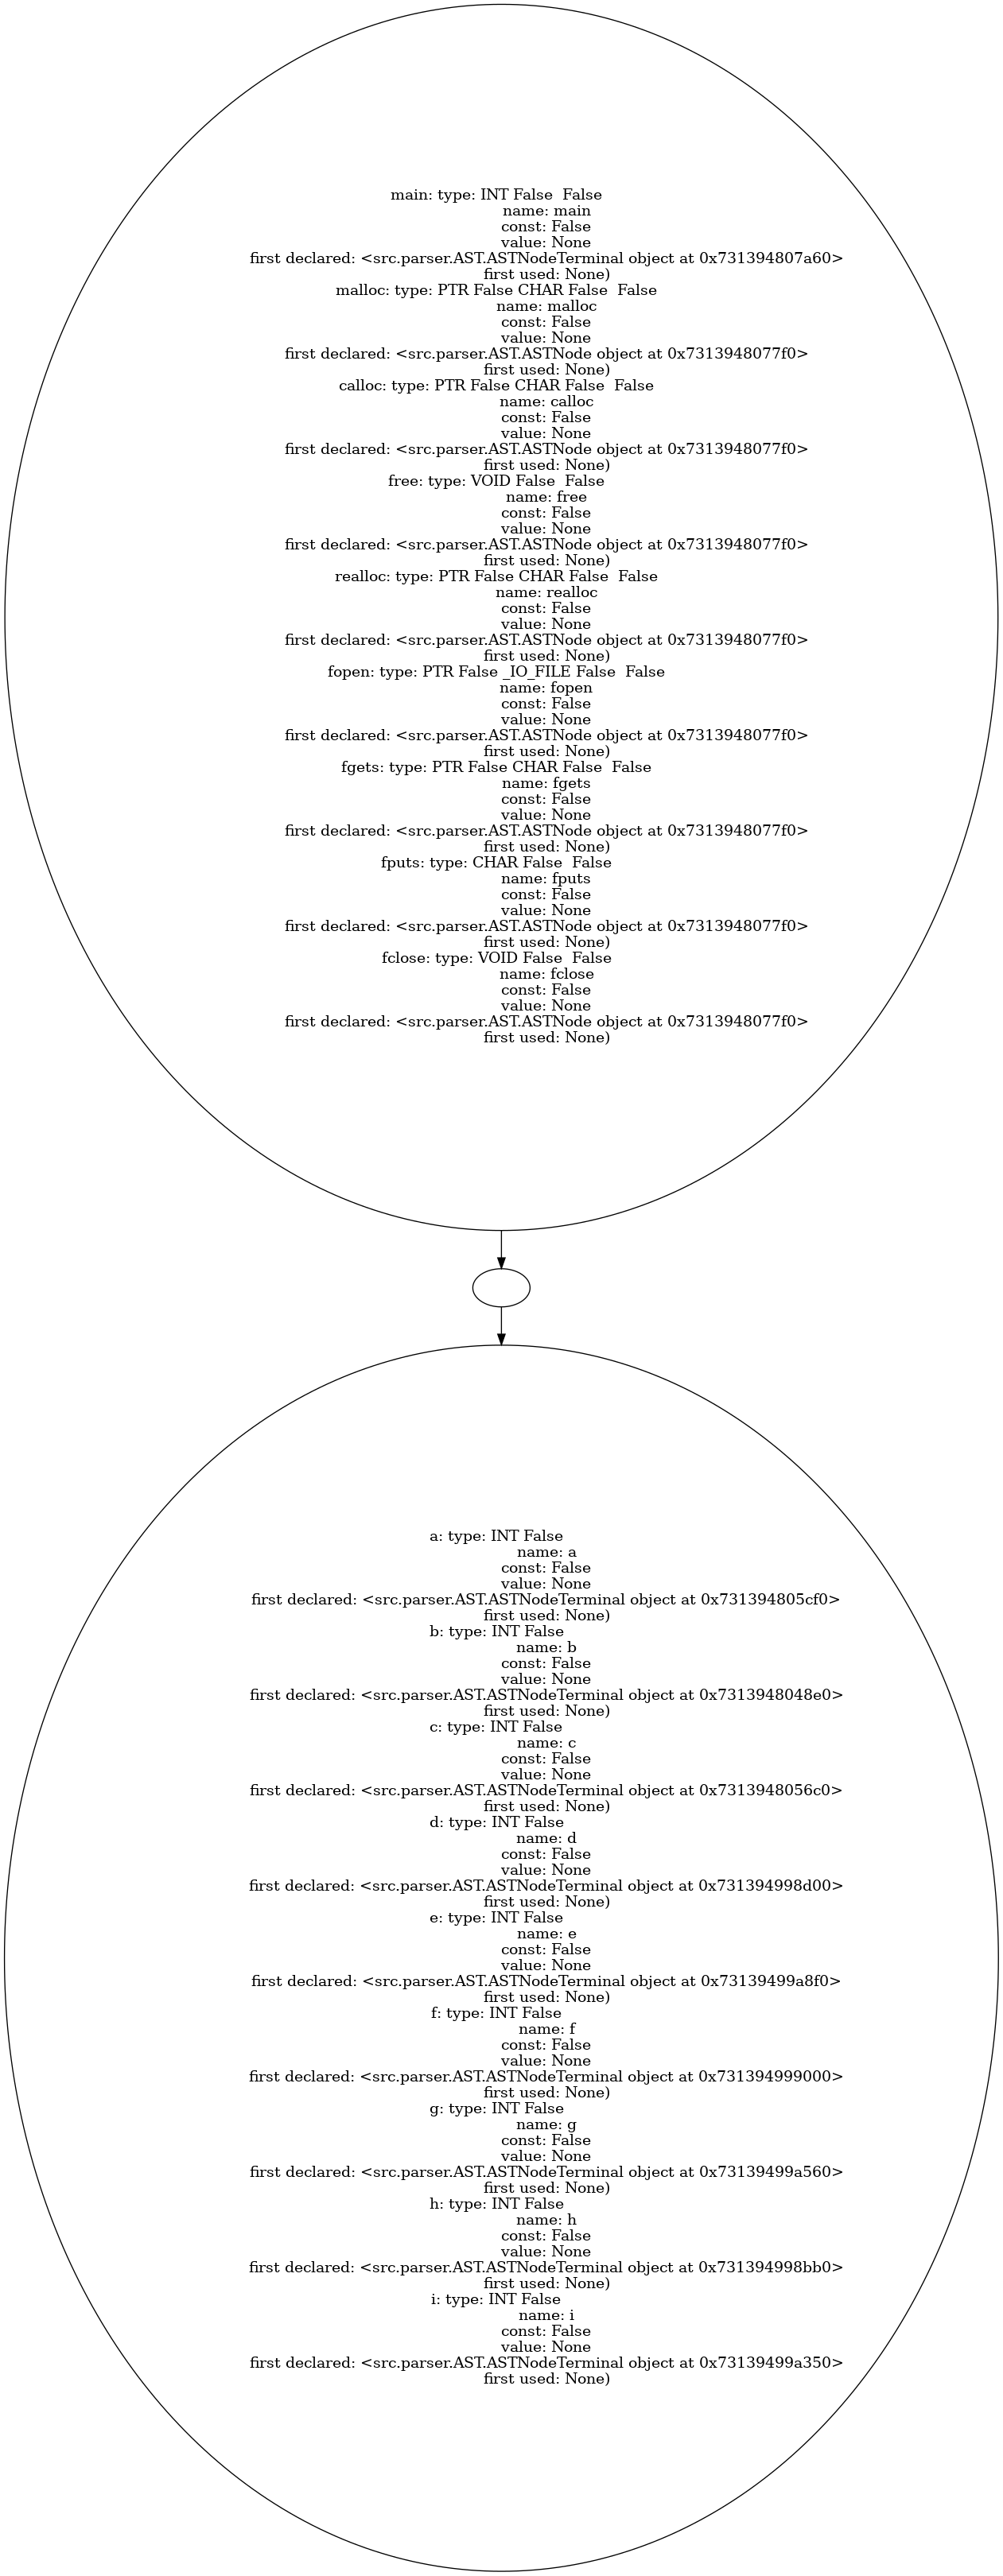 main: type: INT False  False
name: main
const: False
value: None
first declared: <src.parser.AST.ASTNodeTerminal object at 0x731394807a60>
first used: None)
malloc: type: PTR False CHAR False  False
name: malloc
const: False
value: None
first declared: <src.parser.AST.ASTNode object at 0x7313948077f0>
first used: None)
calloc: type: PTR False CHAR False  False
name: calloc
const: False
value: None
first declared: <src.parser.AST.ASTNode object at 0x7313948077f0>
first used: None)
free: type: VOID False  False
name: free
const: False
value: None
first declared: <src.parser.AST.ASTNode object at 0x7313948077f0>
first used: None)
realloc: type: PTR False CHAR False  False
name: realloc
const: False
value: None
first declared: <src.parser.AST.ASTNode object at 0x7313948077f0>
first used: None)
fopen: type: PTR False _IO_FILE False  False
name: fopen
const: False
value: None
first declared: <src.parser.AST.ASTNode object at 0x7313948077f0>
first used: None)
fgets: type: PTR False CHAR False  False
name: fgets
const: False
value: None
first declared: <src.parser.AST.ASTNode object at 0x7313948077f0>
first used: None)
fputs: type: CHAR False  False
name: fputs
const: False
value: None
first declared: <src.parser.AST.ASTNode object at 0x7313948077f0>
first used: None)
fclose: type: VOID False  False
name: fclose
const: False
value: None
first declared: <src.parser.AST.ASTNode object at 0x7313948077f0>
first used: None)
a: type: INT False
name: a
const: False
value: None
first declared: <src.parser.AST.ASTNodeTerminal object at 0x731394805cf0>
first used: None)
b: type: INT False
name: b
const: False
value: None
first declared: <src.parser.AST.ASTNodeTerminal object at 0x7313948048e0>
first used: None)
c: type: INT False
name: c
const: False
value: None
first declared: <src.parser.AST.ASTNodeTerminal object at 0x7313948056c0>
first used: None)
d: type: INT False
name: d
const: False
value: None
first declared: <src.parser.AST.ASTNodeTerminal object at 0x731394998d00>
first used: None)
e: type: INT False
name: e
const: False
value: None
first declared: <src.parser.AST.ASTNodeTerminal object at 0x73139499a8f0>
first used: None)
f: type: INT False
name: f
const: False
value: None
first declared: <src.parser.AST.ASTNodeTerminal object at 0x731394999000>
first used: None)
g: type: INT False
name: g
const: False
value: None
first declared: <src.parser.AST.ASTNodeTerminal object at 0x73139499a560>
first used: None)
h: type: INT False
name: h
const: False
value: None
first declared: <src.parser.AST.ASTNodeTerminal object at 0x731394998bb0>
first used: None)
i: type: INT False
name: i
const: False
value: None
first declared: <src.parser.AST.ASTNodeTerminal object at 0x73139499a350>
first used: None)